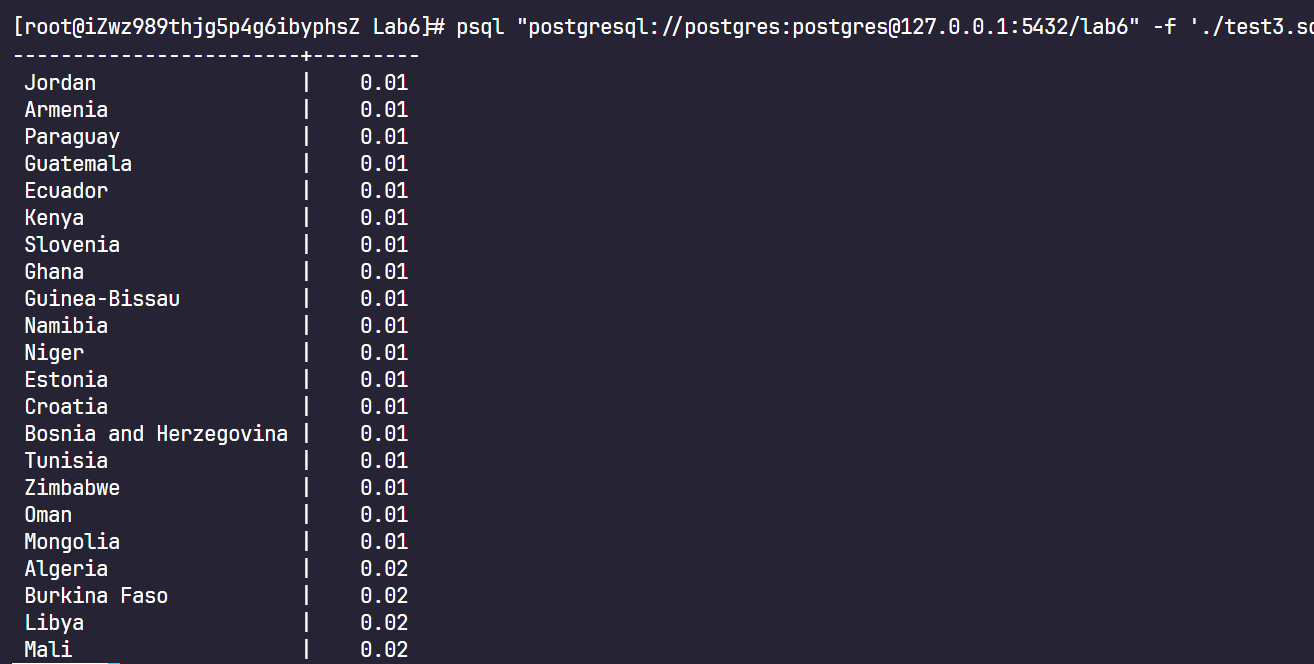 [root@iZwz989thjg5p4g6ibyphsZ Lab6]# psql "postgresql://postgres:postgres@127.0.0.1:5432/lab6" -f './test3.sq
------------------------+---------
Jordan | 0.01
Armenia | 0.01
Paraguay | 0.01
Guatemala | 0.01
Ecuador | 0.01
Kenya | 0.01
Slovenia | 0.01
Ghana | 0.01
Guinea-Bissau | 0.01
Namibia | 0.01
Niger | 0.01
Estonia | 0.01
Croatia | 0.01
Bosnia and Herzegovina | 0.01
Tunisia | 0.01
Zimbabwe | 0.01
Oman | 0.01
Mongolia | 0.01
Algeria | 0.02
Burkina Faso | 0.02
Libya | 0.02
Mali | 0.02